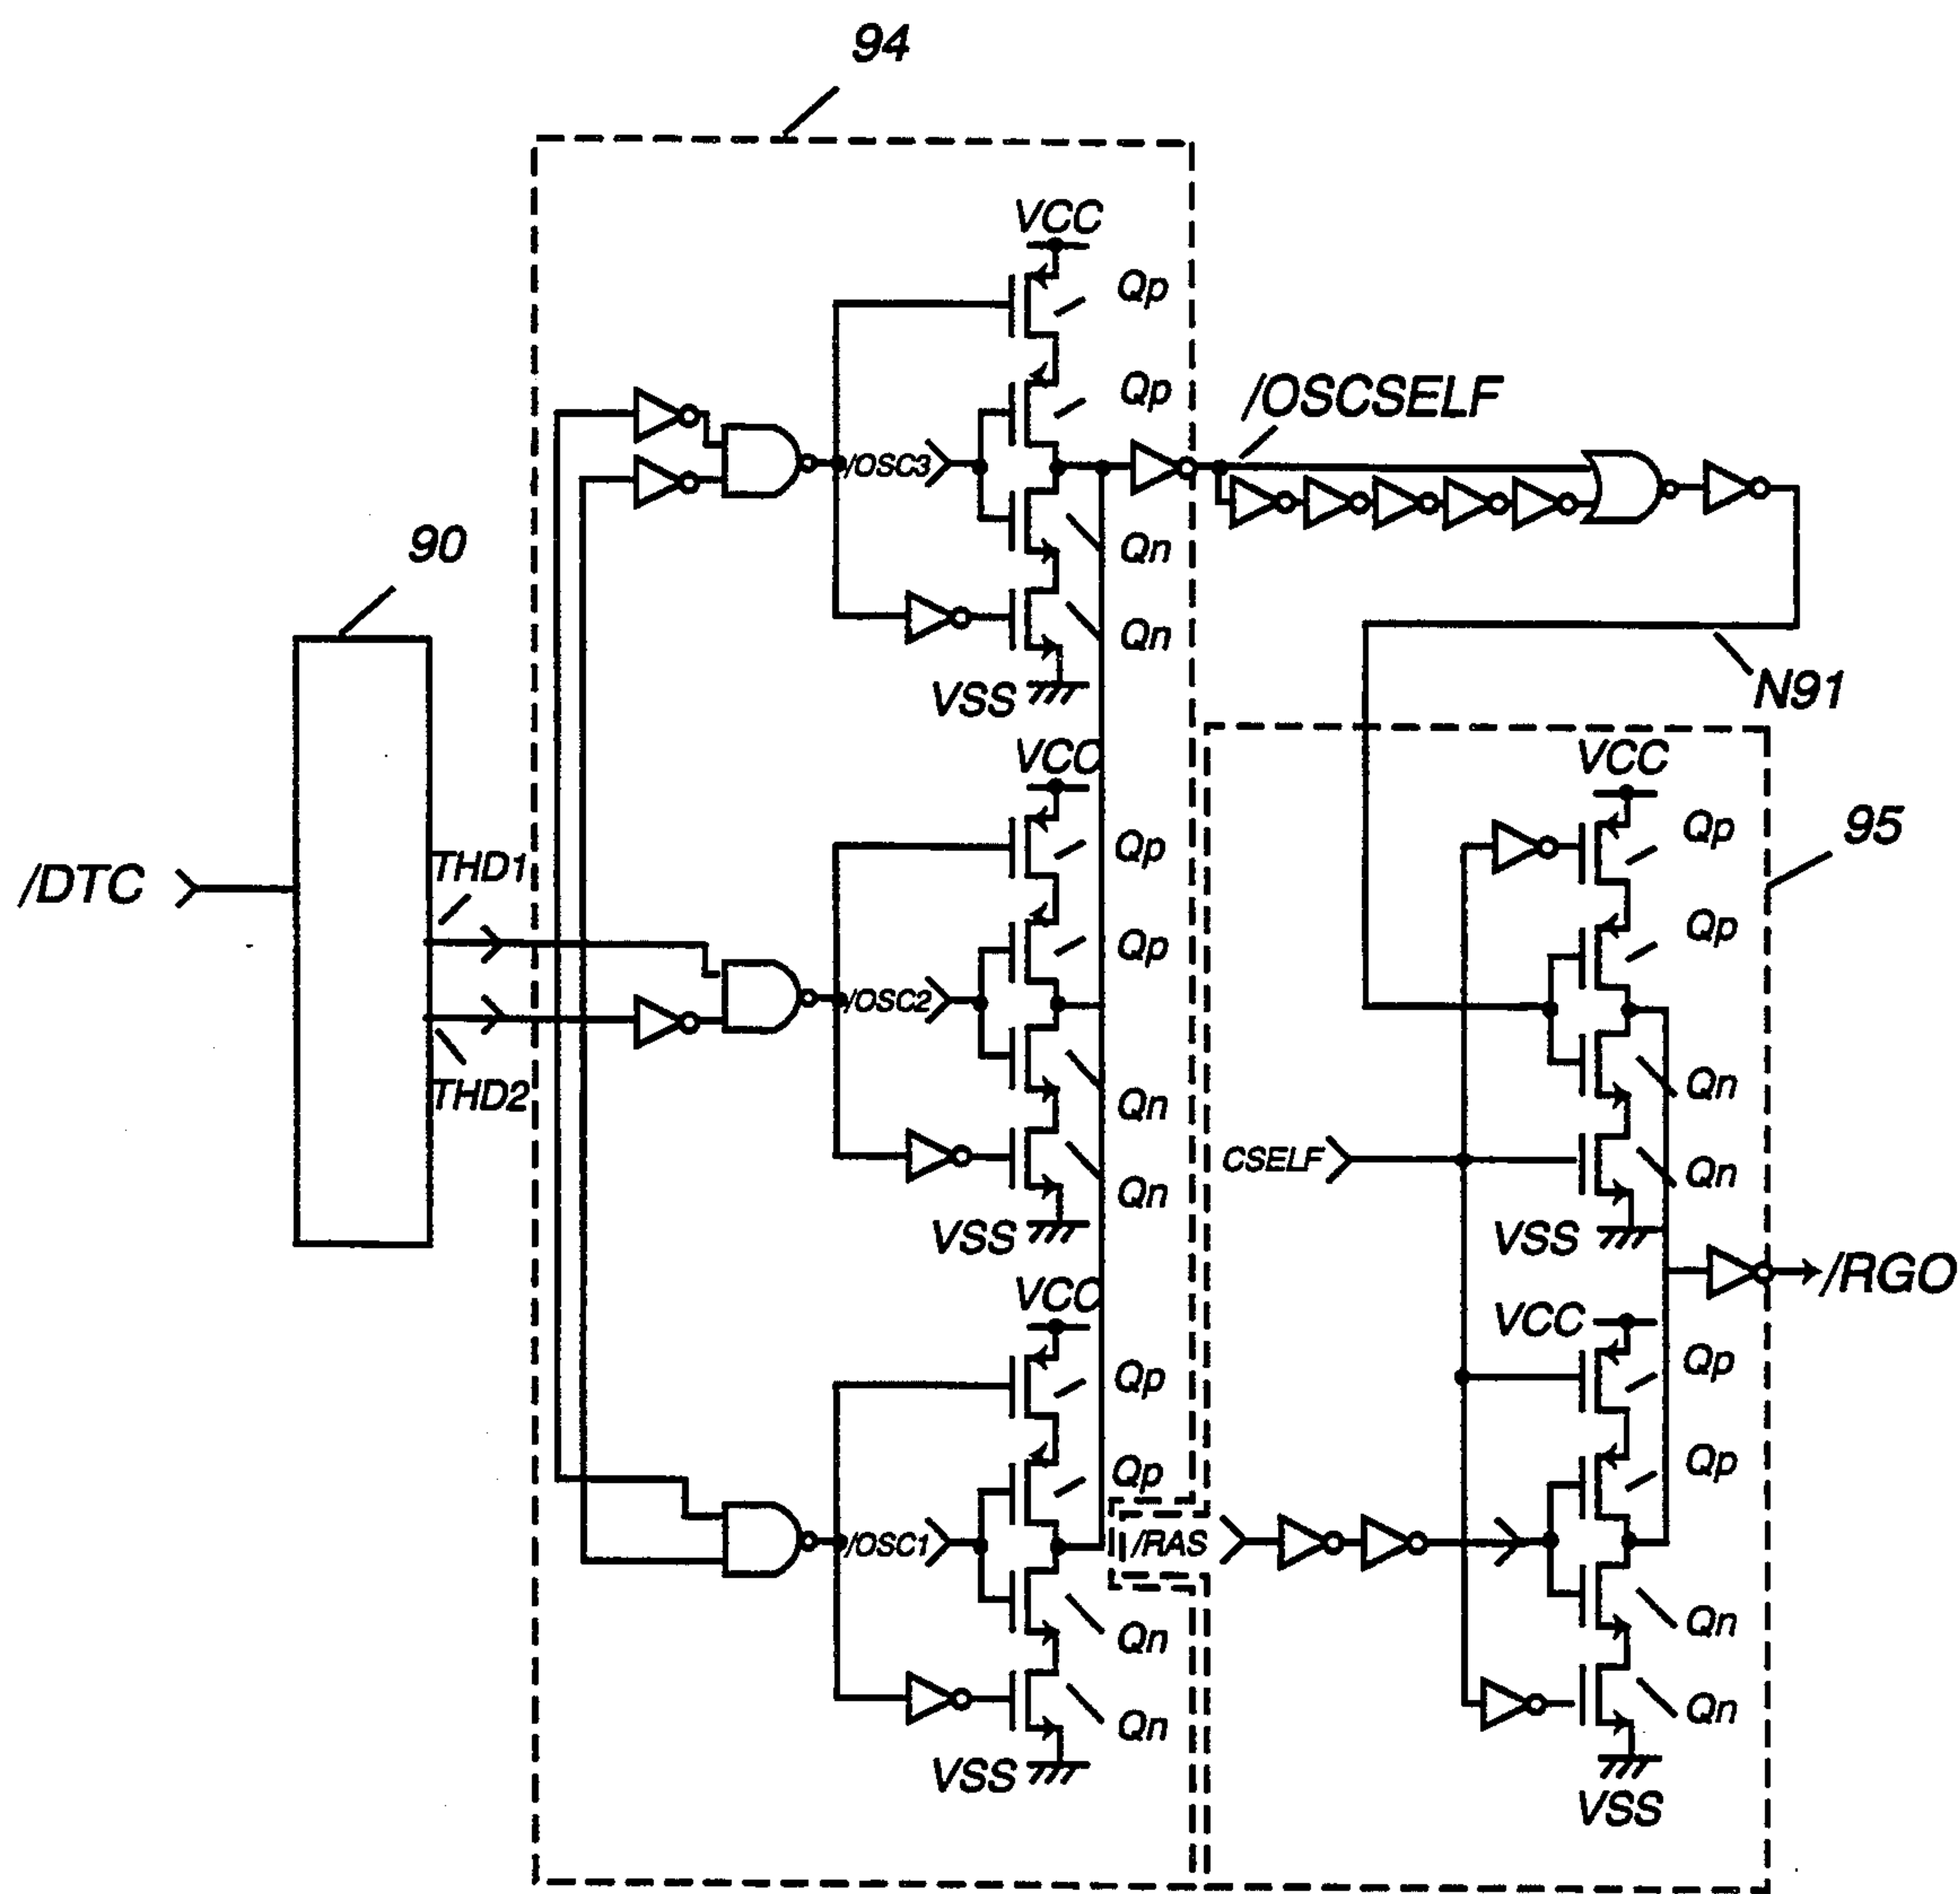 94
VCC
Qp
Qp
/OSCSELF
/OSC3
90
Qn
Qn
VSS
N91
VCC
VCC
Qp
95
Qp
/DTC
THD1
Qp
Qp
/OSC2
THD2
Qn
Qn
CSELF
Qn
Qn
VSS
VSS
/RGO
VCC
VCC
Qp
Qp
Qp
Qp
/OSC1
/RAS
Qn
Qn
Qn
Qn
VSS
VSS